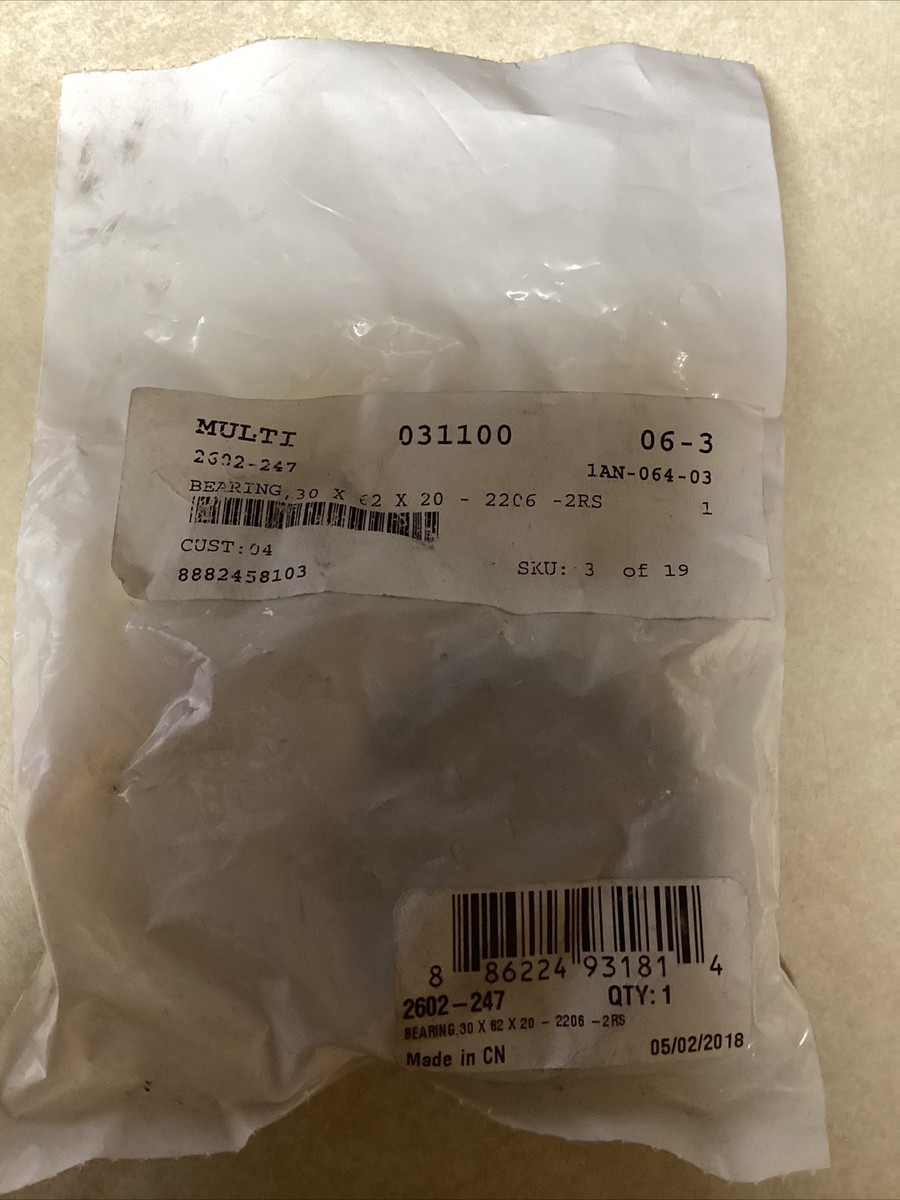 MULTI 031100 06-3
2602-247 1AN-064-03
BEARING,30 X 62 X 20 - 2206 -2RS 1
CUST:04
8882458103 SKU: 3 of 19
8 86224 93181 4
2602-247 QTY: 1
BEARING.30 X 62 X 20 - 2206 -2RS
Made in CN 05/02/2018